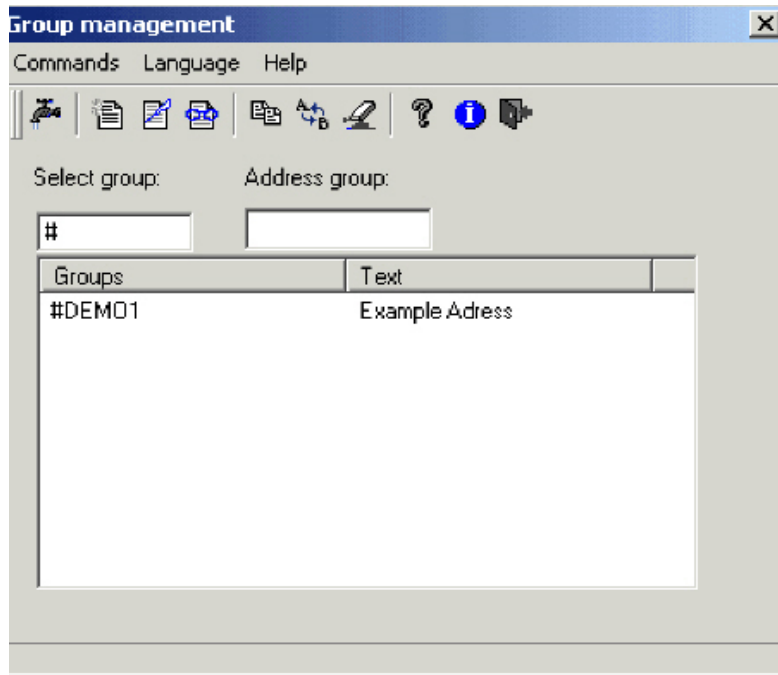 Group management
Commands Language Help
Select group: Address group:
#
Groups Text
#DEMO1 Example Adress